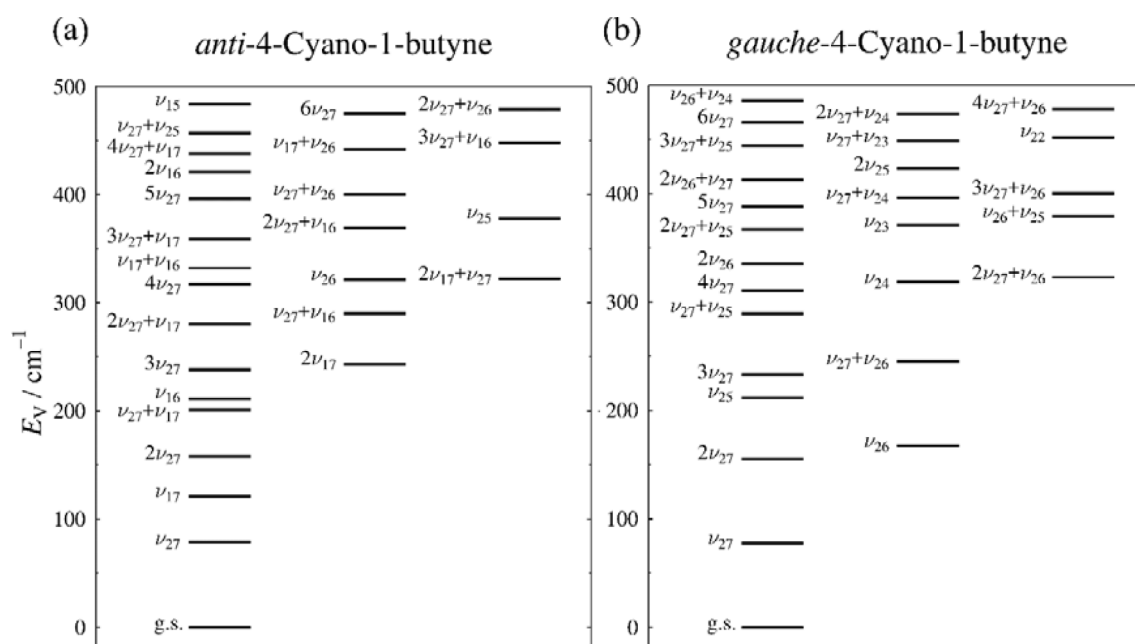 (a)
anti-4-Cyano-1-butyne
(b)
gauche-4-Cyano-1-butyne
E_V / cm⁻¹
500
400
300
200
100
0
ν₁₅
ν₂₇+ν₂₅
4ν₂₇+ν₁₇
2ν₁₆
5ν₂₇
3ν₂₇+ν₁₇
ν₁₇+ν₁₆
4ν₂₇
2ν₂₇+ν₁₇
3ν₂₇
ν₁₆
ν₂₇+ν₁₇
2ν₂₇
ν₁₇
ν₂₇
g.s.
6ν₂₇
ν₁₇+ν₂₆
ν₂₇+ν₂₆
2ν₂₇+ν₁₆
ν₂₆
ν₂₇+ν₁₆
2ν₁₇
2ν₂₇+ν₂₆
3ν₂₇+ν₁₆
ν₂₅
2ν₁₇+ν₂₇
500
400
300
200
100
0
ν₂₆+ν₂₄
6ν₂₇
3ν₂₇+ν₂₅
2ν₂₆+ν₂₇
5ν₂₇
2ν₂₇+ν₂₅
2ν₂₆
4ν₂₇
ν₂₇+ν₂₅
3ν₂₇
ν₂₅
2ν₂₇
ν₂₇
g.s.
2ν₂₇+ν₂₄
ν₂₇+ν₂₃
2ν₂₅
ν₂₇+ν₂₄
ν₂₃
ν₂₄
ν₂₇+ν₂₆
ν₂₆
4ν₂₇+ν₂₆
ν₂₂
3ν₂₇+ν₂₆
ν₂₆+ν₂₅
2ν₂₇+ν₂₆